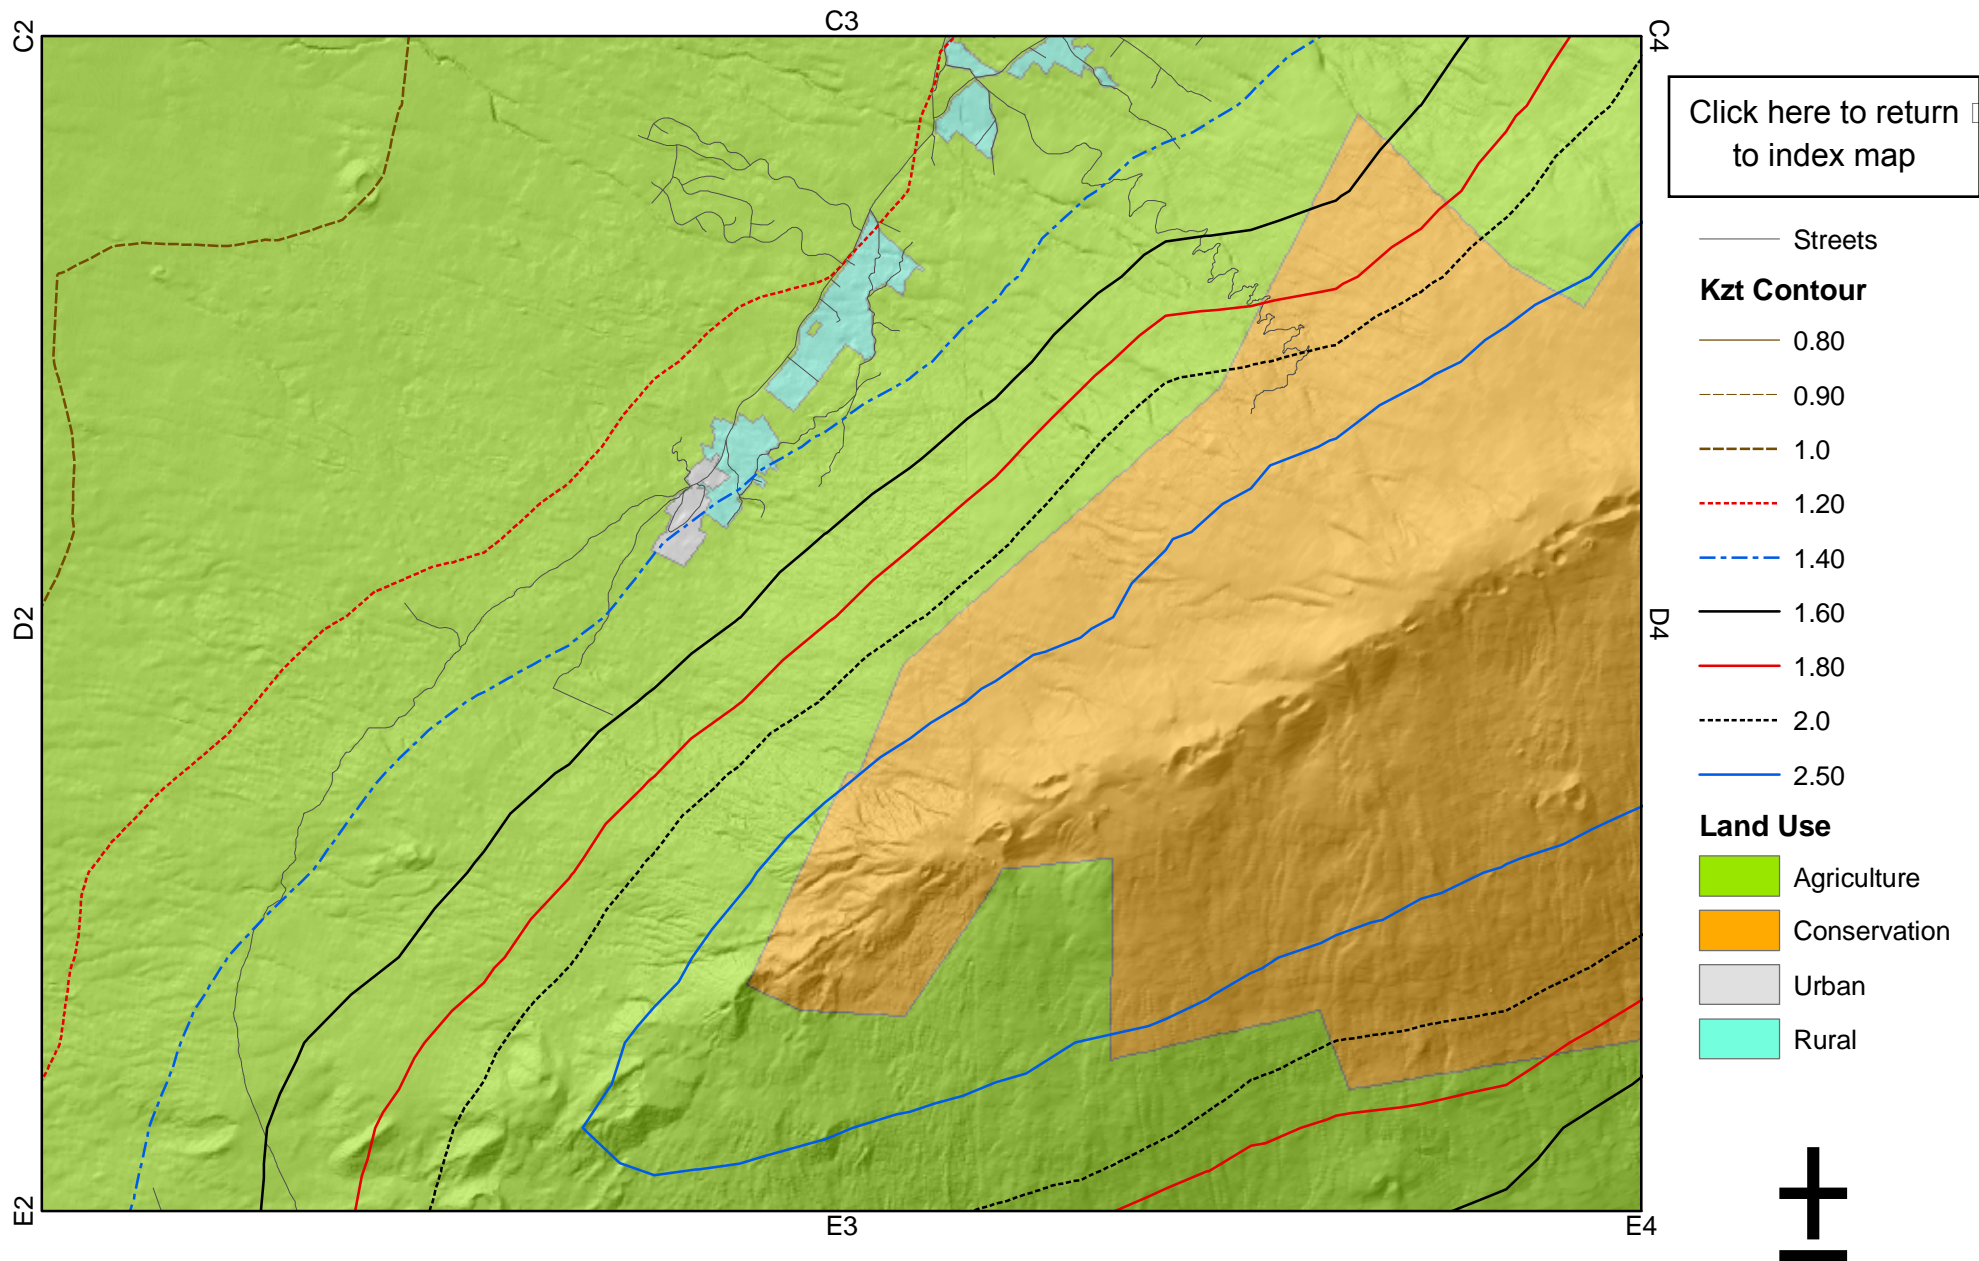 C2
C3
C4
Click here to return
to index map
Streets
Kzt Contour
0.80
0.90
1.0
1.20
1.40
1.60
1.80
2.0
2.50
Land Use
Agriculture
Conservation
Urban
Rural
D2
D4
E2
E3
E4